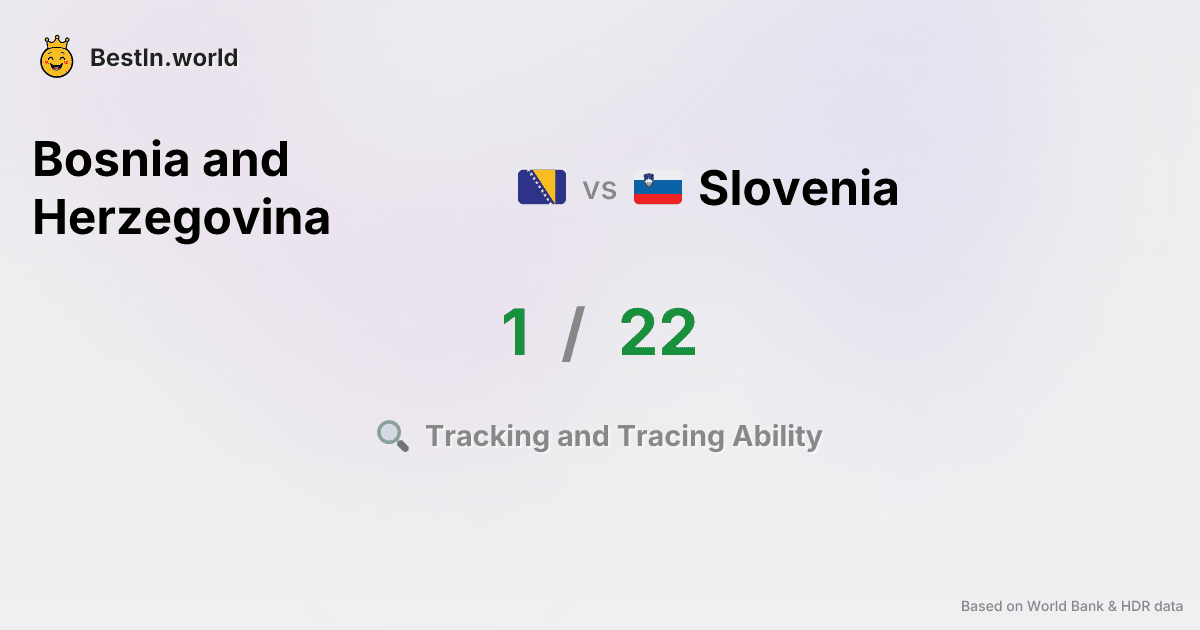 BestIn.world
Bosnia and
Herzegovina
vs
Slovenia
1 / 22
Tracking and Tracing Ability
Based on World Bank & HDR data